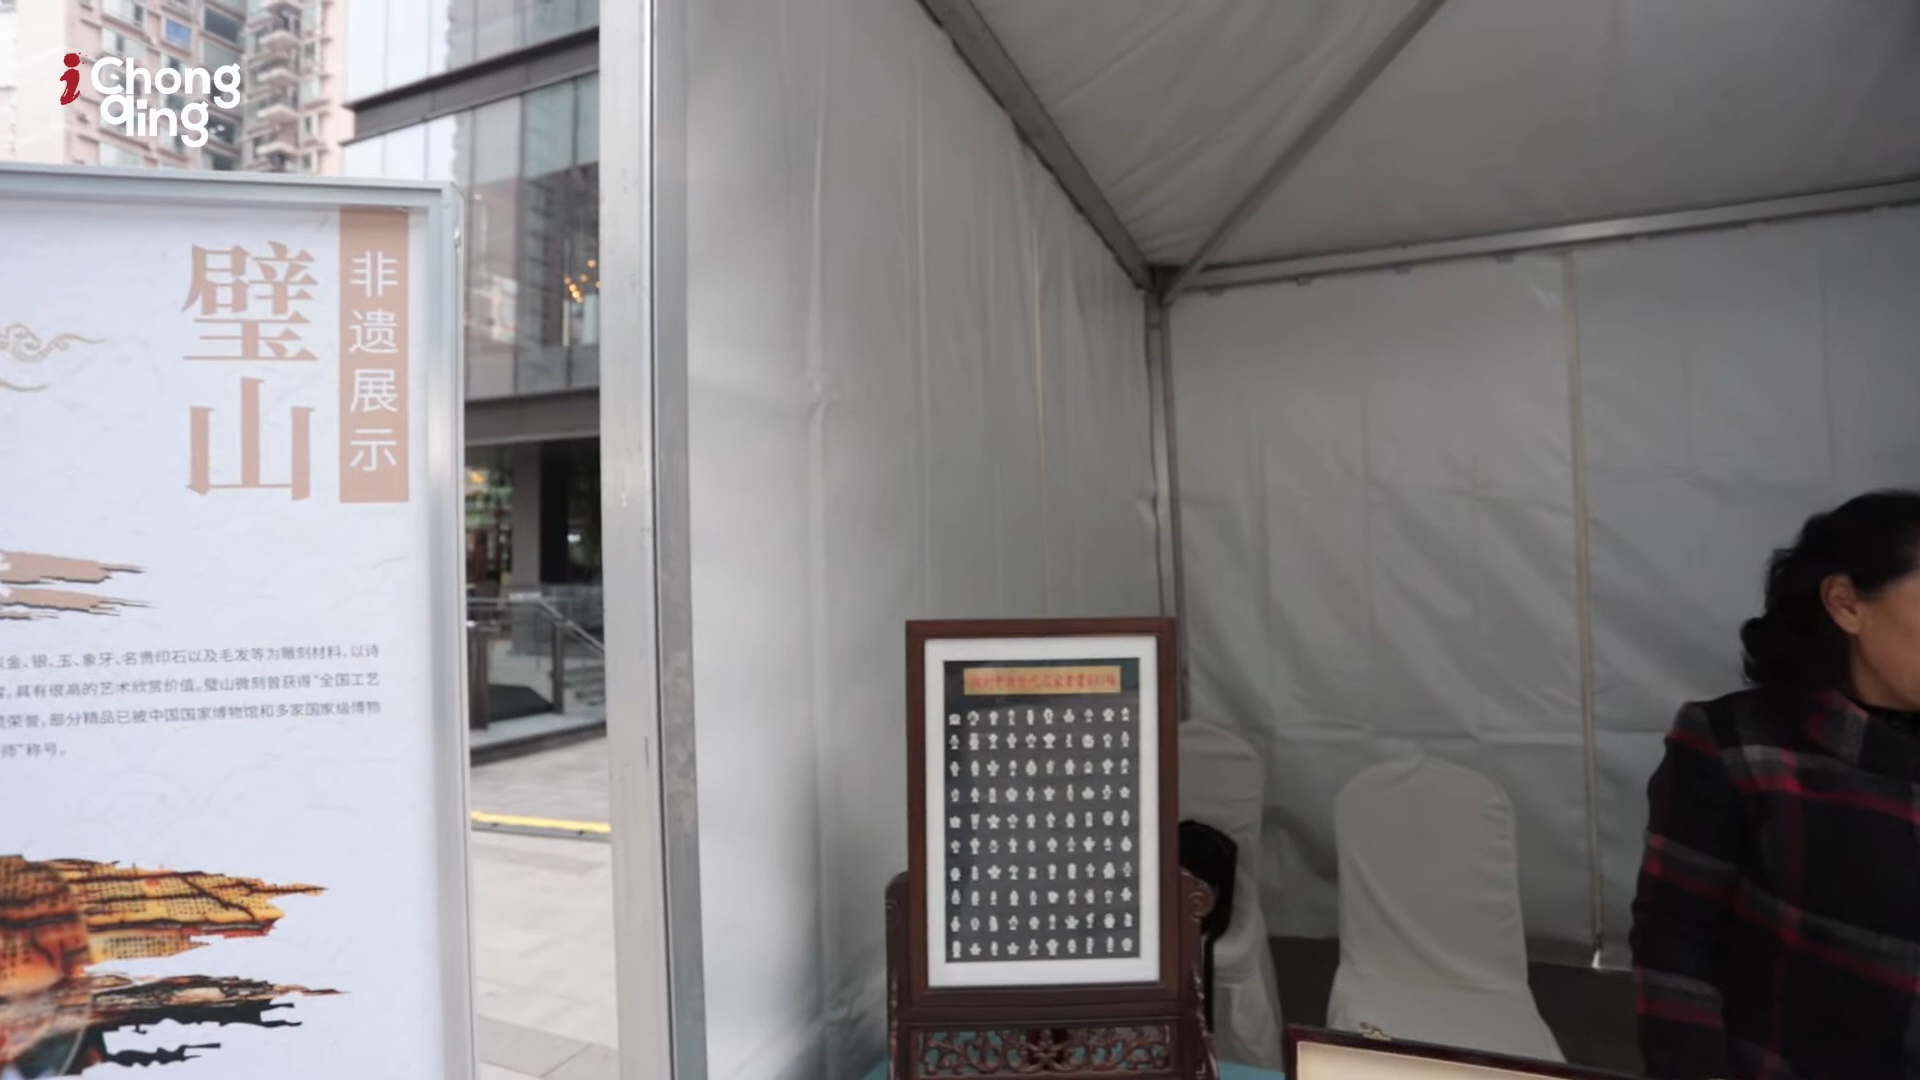 iChong
Qing
璧山
非遗展示
金、银、玉、象牙、名贵印石以及毛发等为雕刻材料，以诗
，具有很高的艺术欣赏价值。璧山微刻曾获得“全国工艺
荣誉，部分精品已被中国国家博物馆和多家国家级博物
师”称号。